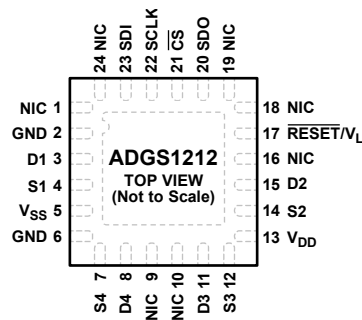 24 NIC
23 SDI
22 SCLK
21 CS
20 SDO
19 NIC
NIC 1
GND 2
D1 3
S1 4
VSS 5
GND 6
ADGS1212
TOP VIEW
(Not to Scale)
18 NIC
17 RESET/VL
16 NIC
15 D2
14 S2
13 VDD
S4 7
D4 8
NIC 9
NIC 10
D3 11
S3 12